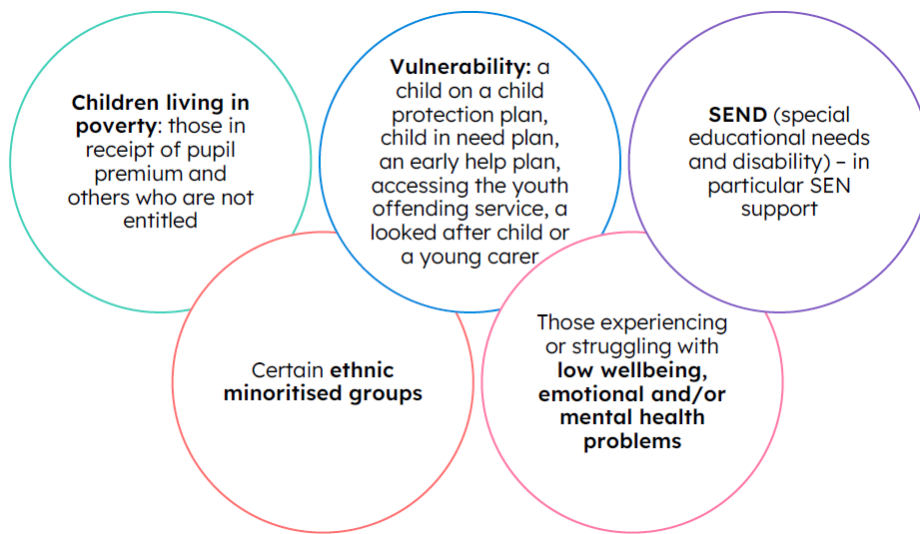 Children living in
poverty: those in
receipt of pupil
premium and
others who are not
entitled
Vulnerability: a
child on a child
protection plan,
child in need plan,
an early help plan,
accessing the youth
offending service, a
looked after child or
a young carer
SEND (special
educational needs
and disability) – in
particular SEN
support
Certain ethnic
minoritised groups
Those experiencing
or struggling with
low wellbeing,
emotional and/or
mental health
problems